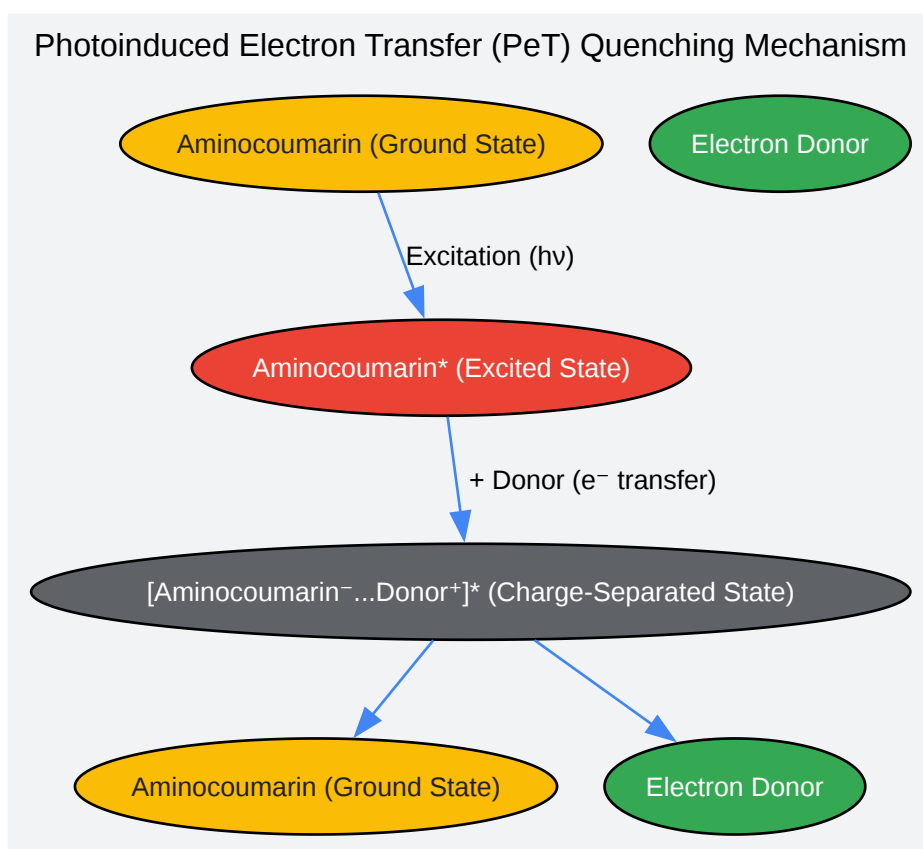 Photoinduced Electron Transfer (PeT) Quenching Mechanism
Aminocoumarin (Ground State)
Electron Donor
Excitation (hν)
Aminocoumarin* (Excited State)
+ Donor (e⁻ transfer)
[Aminocoumarin⁻...Donor⁺]* (Charge-Separated State)
Aminocoumarin (Ground State)
Electron Donor